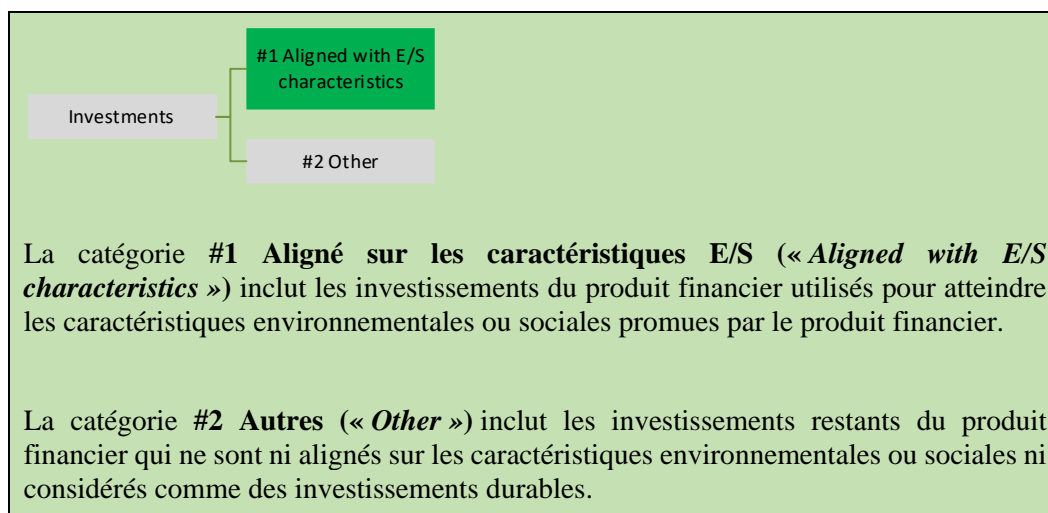 #1 Aligned with E/S
characteristics
Investments
#2 Other
La catégorie #1 Aligné sur les caractéristiques E/S (« Aligned with E/S
characteristics ») inclut les investissements du produit financier utilisés pour atteindre
les caractéristiques environnementales ou sociales promues par le produit financier.
La catégorie #2 Autres (« Other ») inclut les investissements restants du produit
financier qui ne sont ni alignés sur les caractéristiques environnementales ou sociales ni
considérés comme des investissements durables.